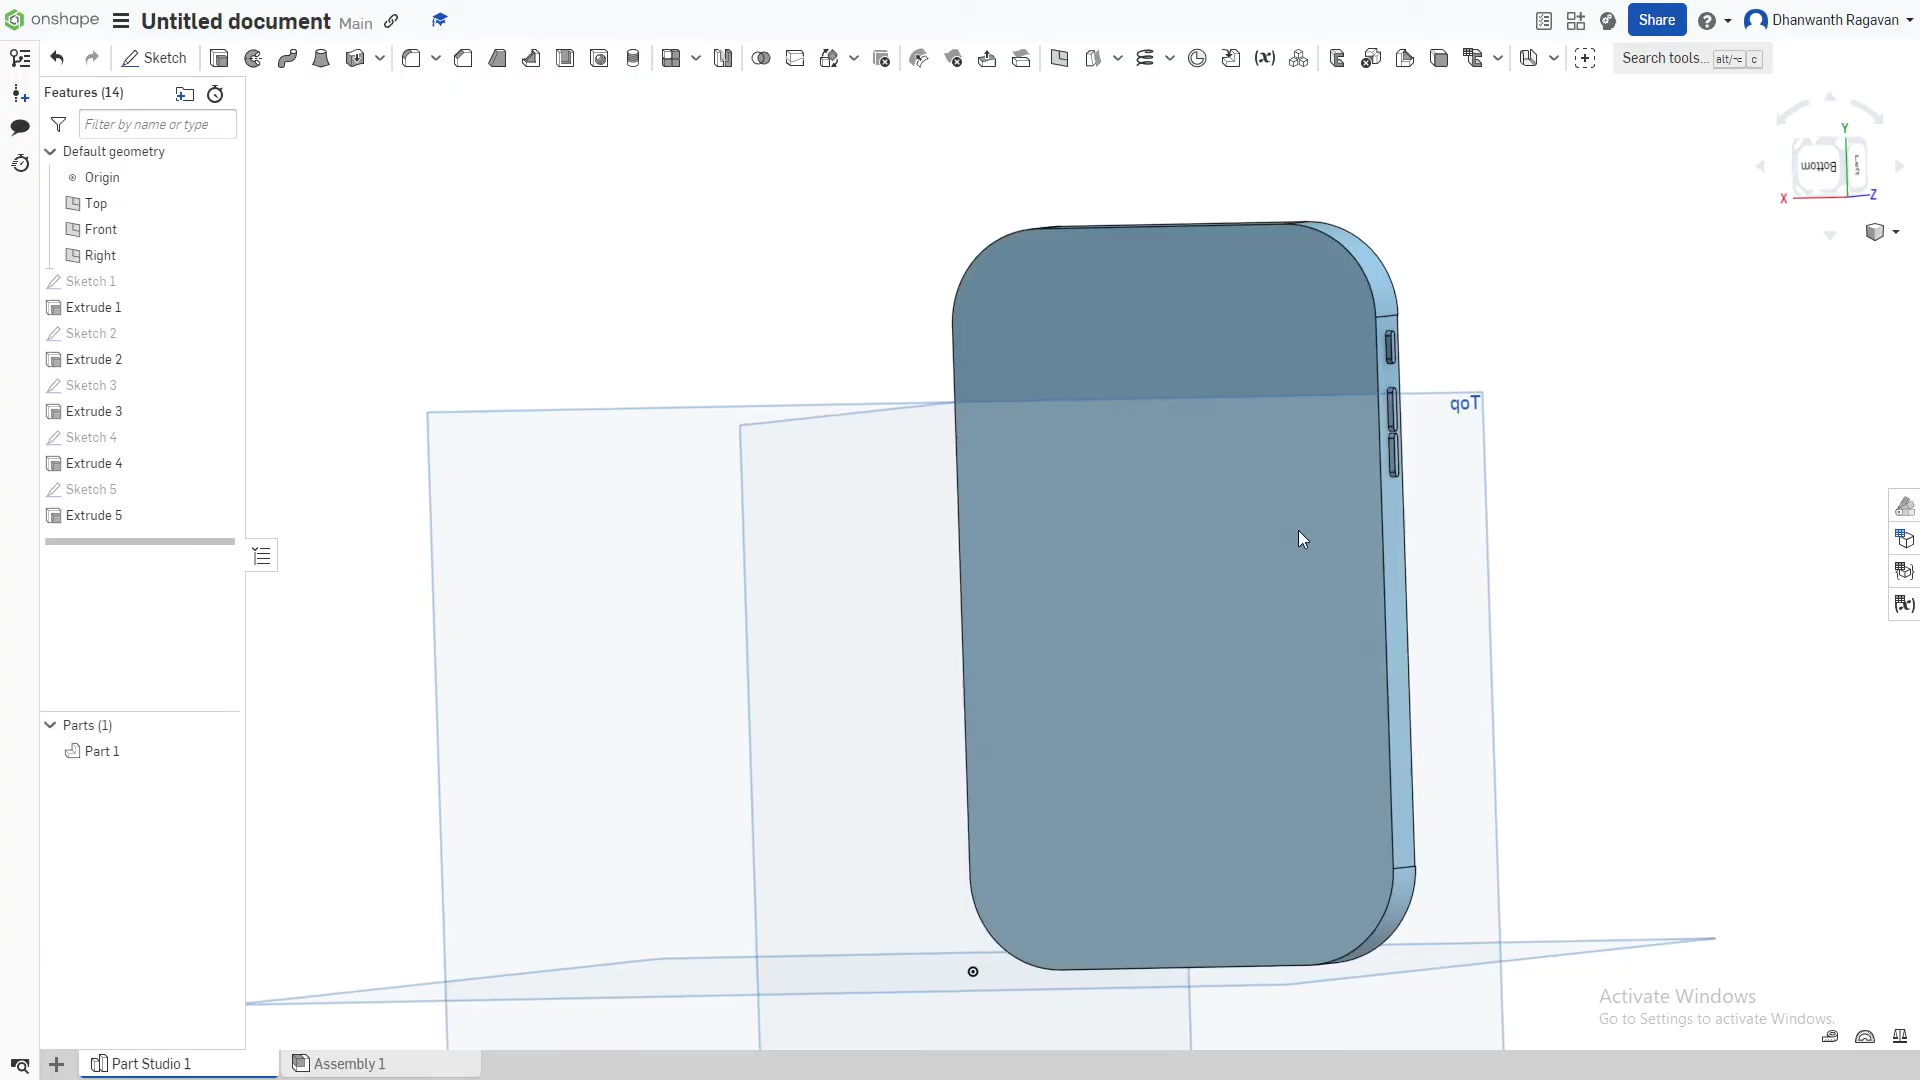 onshape Untitled document Main Share Dhanwanth Ragavan
Sketch Search tools... alt/⌥ c
Features (14)
Filter by name or type
Default geometry
Origin
Top
Front
Right
Sketch 1
Extrude 1
Sketch 2
Extrude 2
Sketch 3
Extrude 3
Sketch 4
Extrude 4
Sketch 5
Extrude 5
Parts (1)
Part 1
Top
Y
Bottom
Left
X
Z
Activate Windows
Go to Settings to activate Windows.
Part Studio 1
Assembly 1